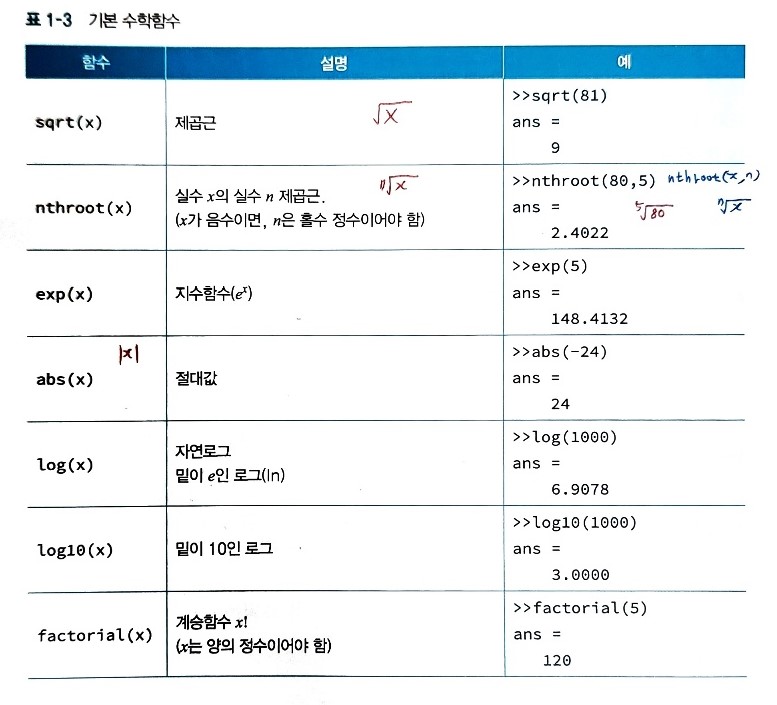 표 1-3 기본 수학함수
함수 설명 예
sqrt(x) 제곱근 √x >>sqrt(81)
ans =
9
nthroot(x) 실수 x의 실수 n 제곱근. ⁿ√x >>nthroot(80,5) nthroot(x,n)
(x가 음수이면, n은 홀수 정수이어야 함) ans = ⁵√80 ⁿ√x
2.4022
exp(x) 지수함수(eˣ) >>exp(5)
ans =
148.4132
abs(x) |x| 절대값 >>abs(-24)
ans =
24
log(x) 자연로그 >>log(1000)
밑이 e인 로그(ln) ans =
6.9078
log10(x) 밑이 10인 로그 >>log10(1000)
ans =
3.0000
factorial(x) 계승함수 x! >>factorial(5)
(x는 양의 정수이어야 함) ans =
120